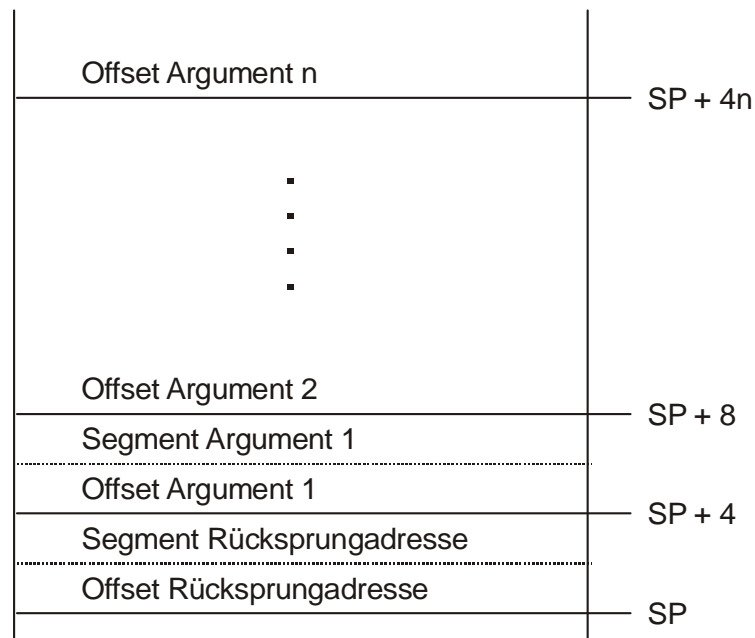 Offset Argument n
SP + 4n
Offset Argument 2
SP + 8
Segment Argument 1
Offset Argument 1
SP + 4
Segment Rücksprungadresse
Offset Rücksprungadresse
SP